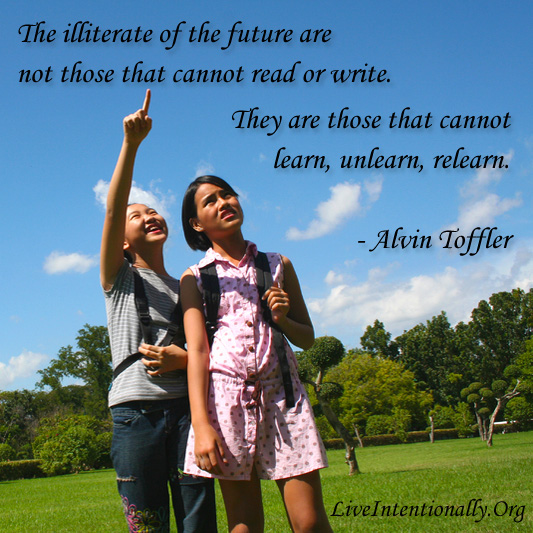 The illiterate of the future are
not those that cannot read or write.
They are those that cannot
learn, unlearn, relearn.
- Alvin Toffler
LiveIntentionally.Org